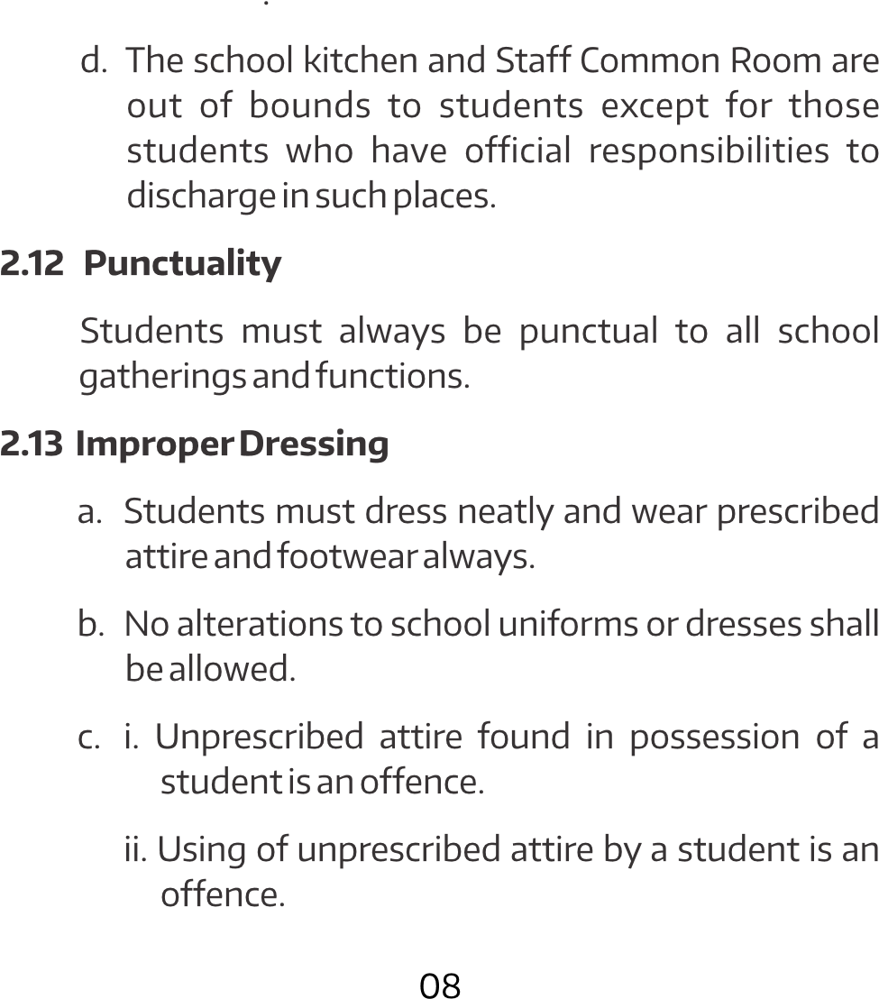 d. The school kitchen and Staff Common Room are
out of bounds to students except for those
students who have official responsibilities to
discharge in such places.
2.12 Punctuality
Students must always be punctual to all school
gatherings and functions.
2.13 Improper Dressing
a. Students must dress neatly and wear prescribed
attire and footwear always.
b. No alterations to school uniforms or dresses shall
be allowed.
c. i. Unprescribed attire found in possession of a
student is an offence.
ii. Using of unprescribed attire by a student is an
offence.
08